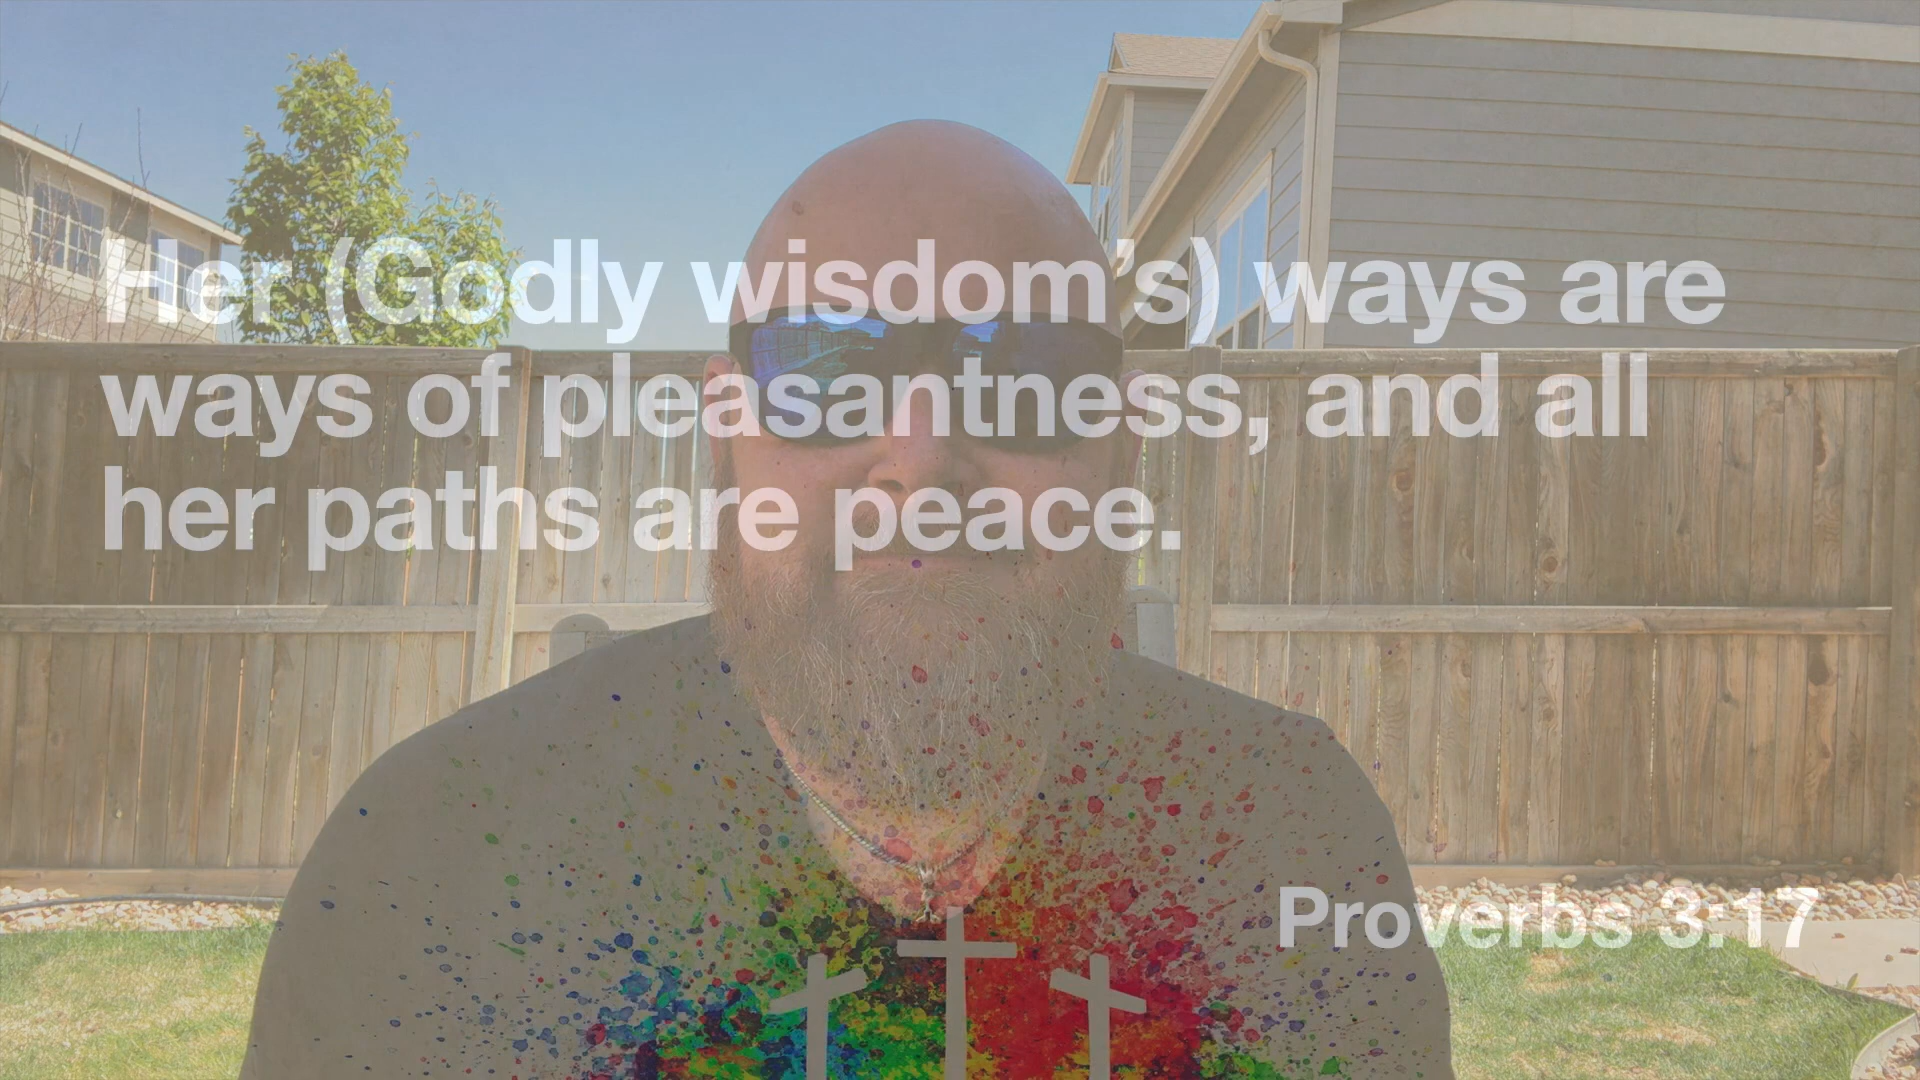 Her (Godly wisdom's) ways are
ways of pleasantness, and all
her paths are peace.
Proverbs 3:17